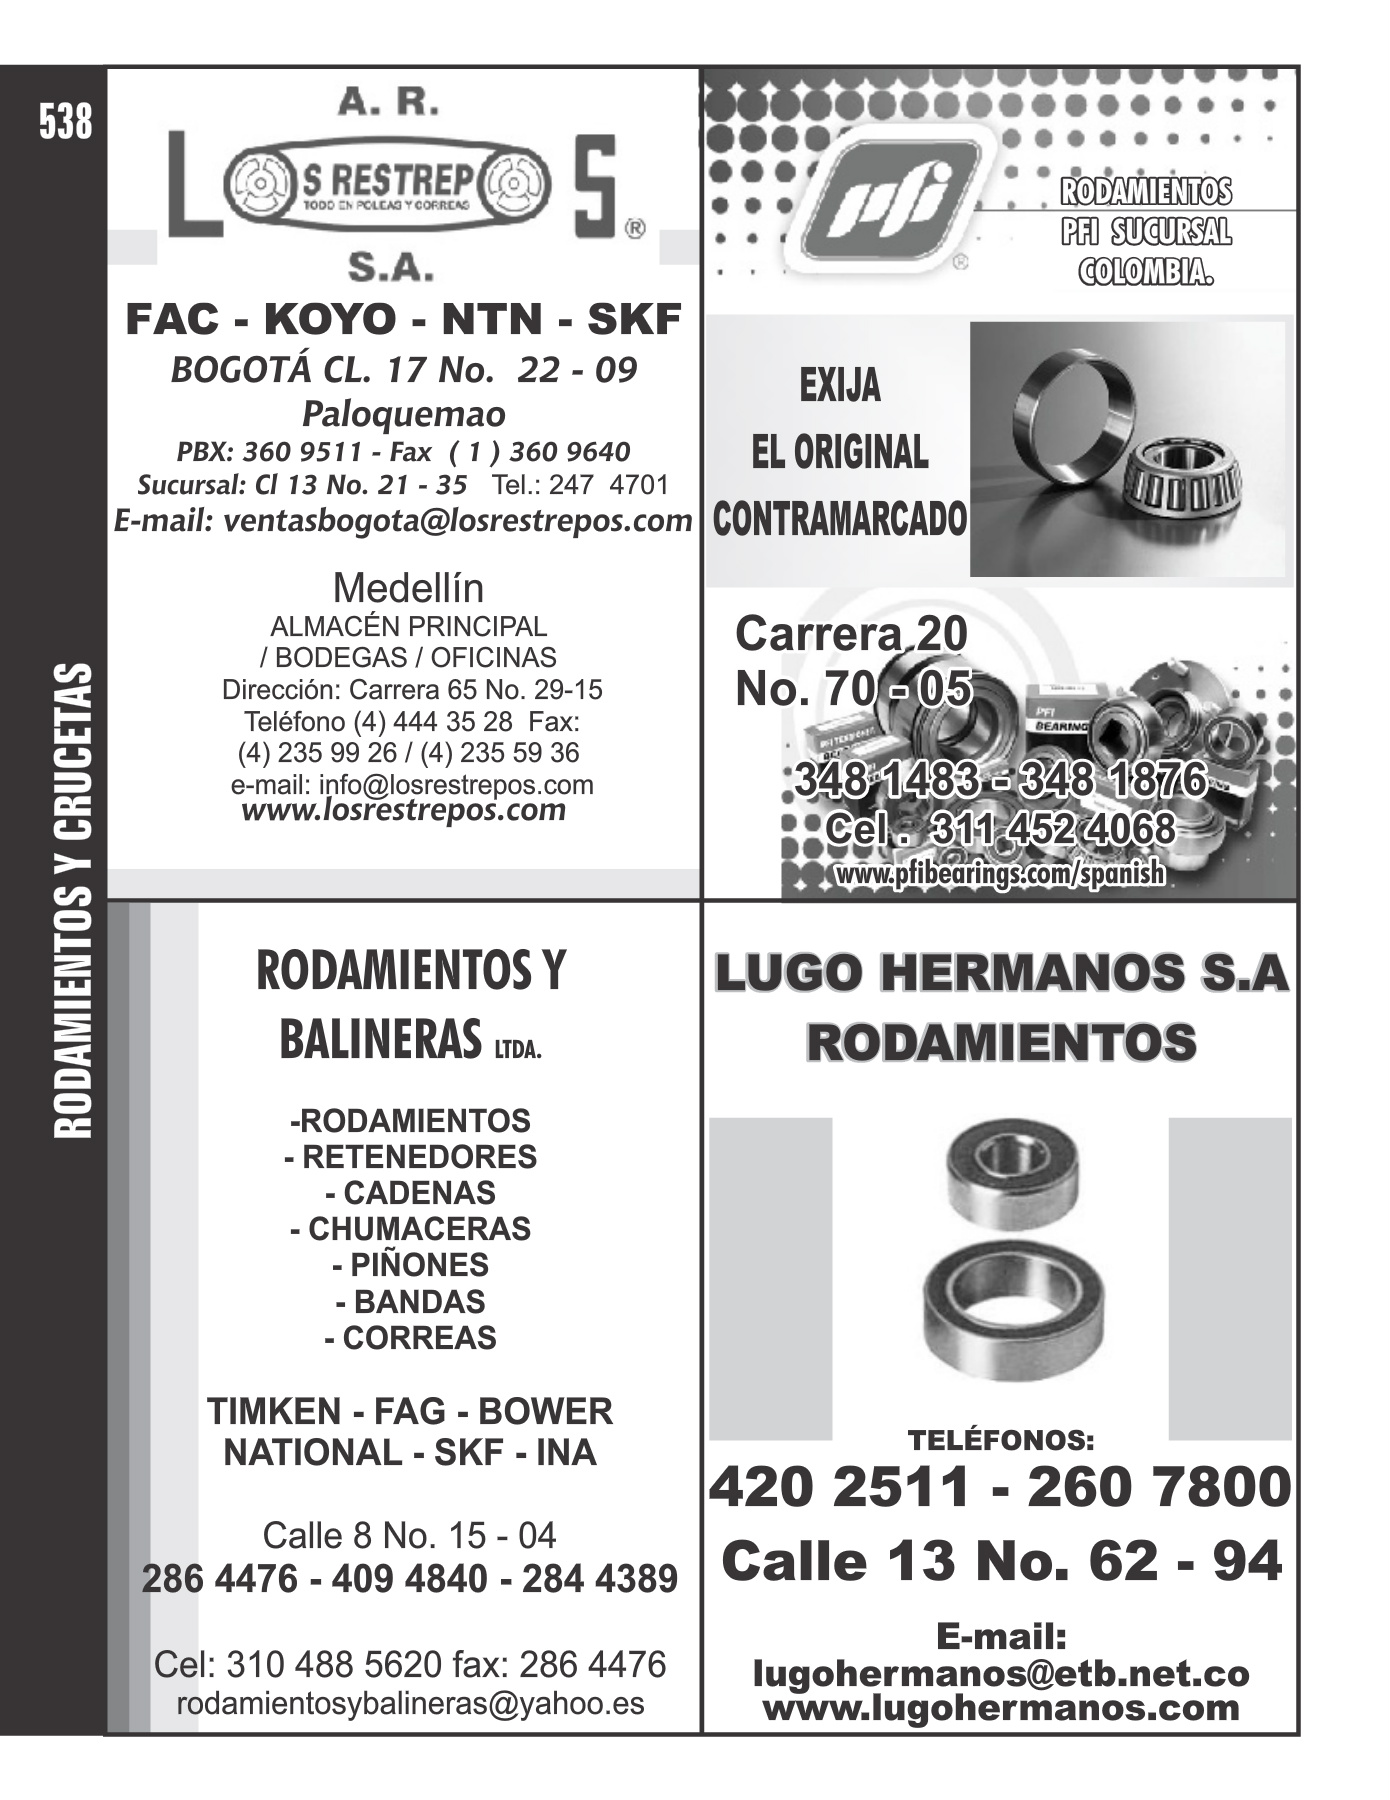 538
RODAMIENTOS Y CRUCETAS
A. R.
LOS RESTREPOS ®
TODO EN POLEAS Y CORREAS
S.A.
FAC - KOYO - NTN - SKF
BOGOTÁ CL. 17 No. 22 - 09
Paloquemao
PBX: 360 9511 - Fax ( 1 ) 360 9640
Sucursal: Cl 13 No. 21 - 35 Tel.: 247 4701
E-mail: ventasbogota@losrestrepos.com
Medellín
ALMACÉN PRINCIPAL
/ BODEGAS / OFICINAS
Dirección: Carrera 65 No. 29-15
Teléfono (4) 444 35 28 Fax:
(4) 235 99 26 / (4) 235 59 36
e-mail: info@losrestrepos.com
www.losrestrepos.com
pfi ®
RODAMIENTOS
PFI SUCURSAL
COLOMBIA.
EXIJA
EL ORIGINAL
CONTRAMARCADO
Carrera 20
No. 70 - 05
PFI
BEARING
348 1483 - 348 1876
Cel . 311 452 4068
www.pfibearings.com/spanish
RODAMIENTOS Y
BALINERAS LTDA.
-RODAMIENTOS
- RETENEDORES
- CADENAS
- CHUMACERAS
- PIÑONES
- BANDAS
- CORREAS
TIMKEN - FAG - BOWER
NATIONAL - SKF - INA
Calle 8 No. 15 - 04
286 4476 - 409 4840 - 284 4389
Cel: 310 488 5620 fax: 286 4476
rodamientosybalineras@yahoo.es
LUGO HERMANOS S.A
RODAMIENTOS
TELÉFONOS:
420 2511 - 260 7800
Calle 13 No. 62 - 94
E-mail:
lugohermanos@etb.net.co
www.lugohermanos.com